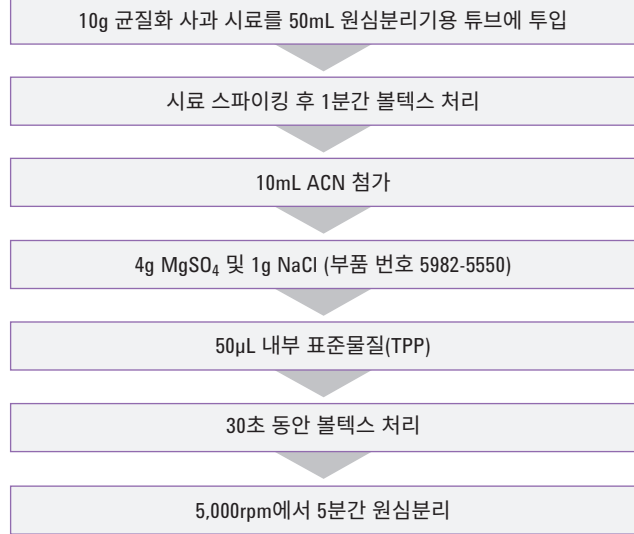 10g 균질화 사과 시료를 50mL 원심분리기용 튜브에 투입
시료 스파이킹 후 1분간 볼텍스 처리
10mL ACN 첨가
4g MgSO₄ 및 1g NaCl (부품 번호 5982-5550)
50µL 내부 표준물질(TPP)
30초 동안 볼텍스 처리
5,000rpm에서 5분간 원심분리